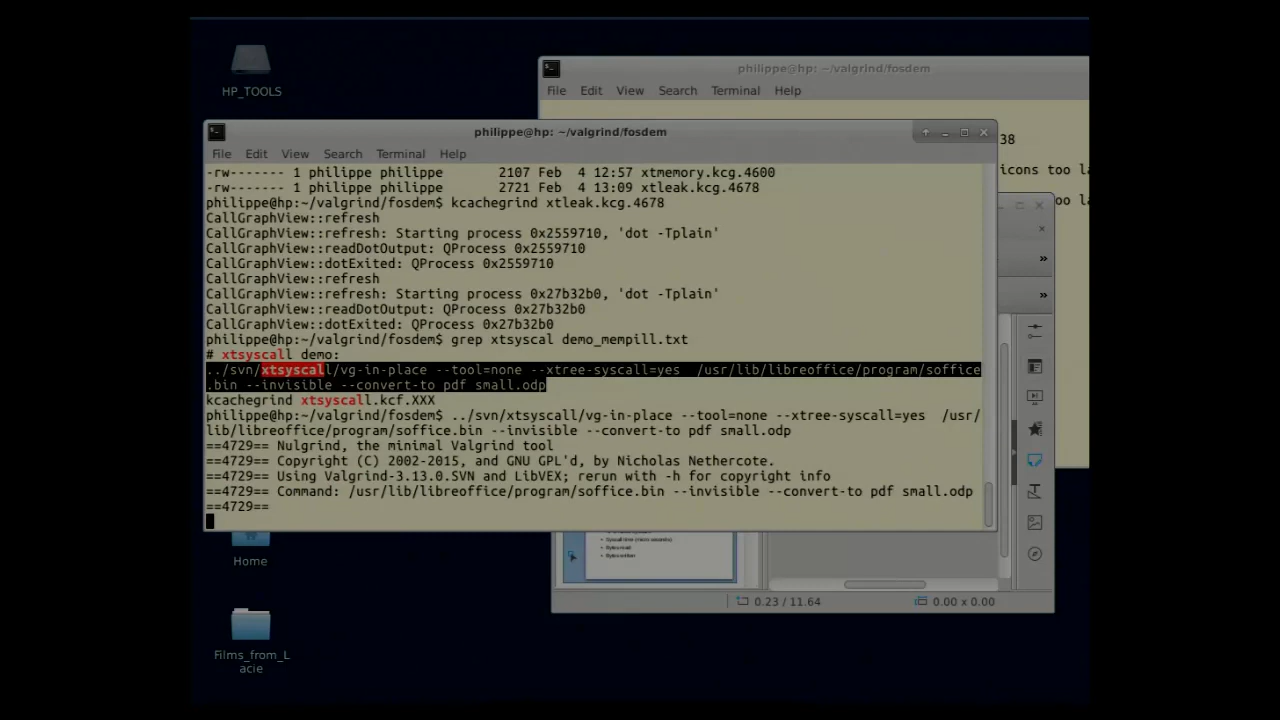 HP_TOOLS
philippe@hp: ~/valgrind/fosdem
File Edit View Search Terminal Help
38
icons too la
oo lo
philippe@hp: ~/valgrind/fosdem
File Edit View Search Terminal Help
-rw------- 1 philippe philippe 2107 Feb 4 12:57 xtmemory.kcg.4600
-rw------- 1 philippe philippe 2721 Feb 4 13:09 xtleak.kcg.4678
philippe@hp:~/valgrind/fosdem$ kcachegrind xtleak.kcg.4678
CallGraphView::refresh
CallGraphView::refresh: Starting process 0x2559710, 'dot -Tplain'
CallGraphView::readDotOutput: QProcess 0x2559710
CallGraphView::dotExited: QProcess 0x2559710
CallGraphView::refresh
CallGraphView::refresh: Starting process 0x27b32b0, 'dot -Tplain'
CallGraphView::readDotOutput: QProcess 0x27b32b0
CallGraphView::dotExited: QProcess 0x27b32b0
philippe@hp:~/valgrind/fosdem$ grep xtsyscal demo_mempill.txt
# xtsyscall demo:
../svn/xtsyscall/vg-in-place --tool=none --xtree-syscall=yes /usr/lib/libreoffice/program/soffice
.bin --invisible --convert-to pdf small.odp
kcachegrind xtsyscall.kcf.XXX
philippe@hp:~/valgrind/fosdem$ ../svn/xtsyscall/vg-in-place --tool=none --xtree-syscall=yes /usr/
lib/libreoffice/program/soffice.bin --invisible --convert-to pdf small.odp
==4729== Nulgrind, the minimal Valgrind tool
==4729== Copyright (C) 2002-2015, and GNU GPL'd, by Nicholas Nethercote.
==4729== Using Valgrind-3.13.0.SVN and LibVEX; rerun with -h for copyright info
==4729== Command: /usr/lib/libreoffice/program/soffice.bin --invisible --convert-to pdf small.odp
==4729==
Bytes read
Bytes written
0.23 / 11.64 0.00 x 0.00
Home
Films_from_L
acie